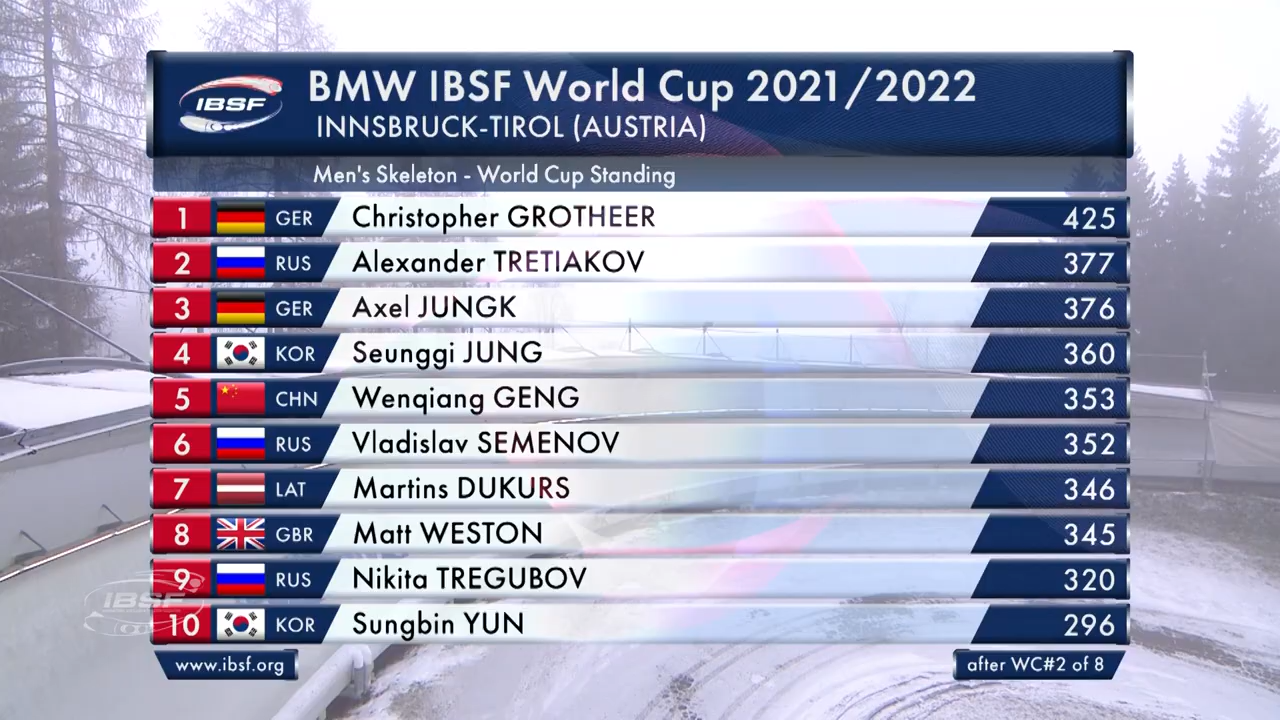 IBSF
BMW IBSF World Cup 2021/2022
INNSBRUCK-TIROL (AUSTRIA)
Men's Skeleton - World Cup Standing
1 GER Christopher GROTHEER 425
2 RUS Alexander TRETIAKOV 377
3 GER Axel JUNGK 376
4 KOR Seunggi JUNG 360
5 CHN Wenqiang GENG 353
6 RUS Vladislav SEMENOV 352
7 LAT Martins DUKURS 346
8 GBR Matt WESTON 345
9 RUS Nikita TREGUBOV 320
IBSF
10 KOR Sungbin YUN 296
www.ibsf.org
after WC#2 of 8